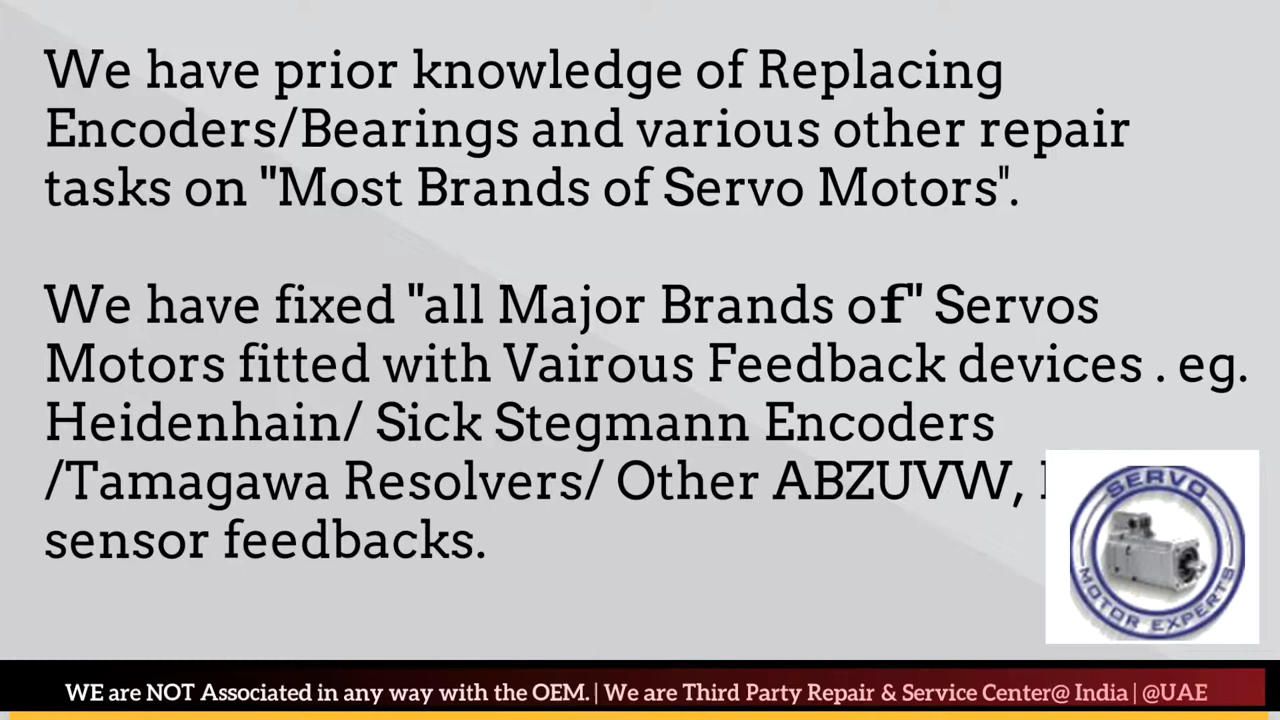 We have prior knowledge of Replacing
Encoders/Bearings and various other repair
tasks on "Most Brands of Servo Motors".
We have fixed "all Major Brands of" Servos
Motors fitted with Vairous Feedback devices . eg.
Heidenhain/ Sick Stegmann Encoders
/Tamagawa Resolvers/ Other ABZUVW,
sensor feedbacks.
SERVO
MOTOR EXPERTS
WE are NOT Associated in any way with the OEM. | We are Third Party Repair & Service Center@ India | @UAE